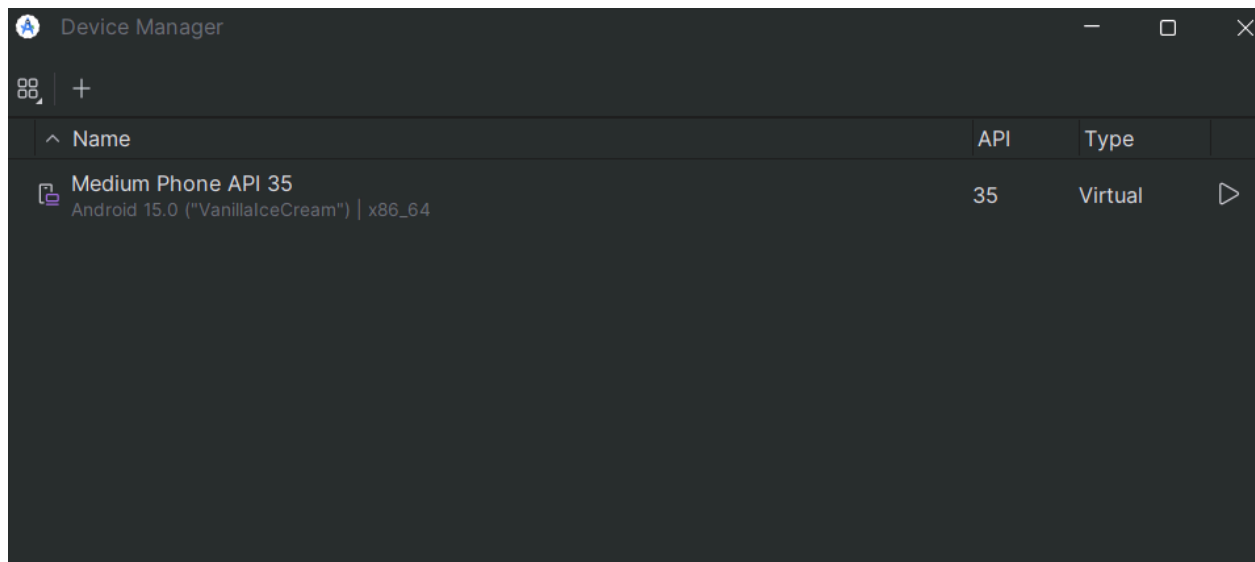 Device Manager
Name API Type
Medium Phone API 35
Android 15.0 ("VanillaIceCream") | x86_64
35 Virtual